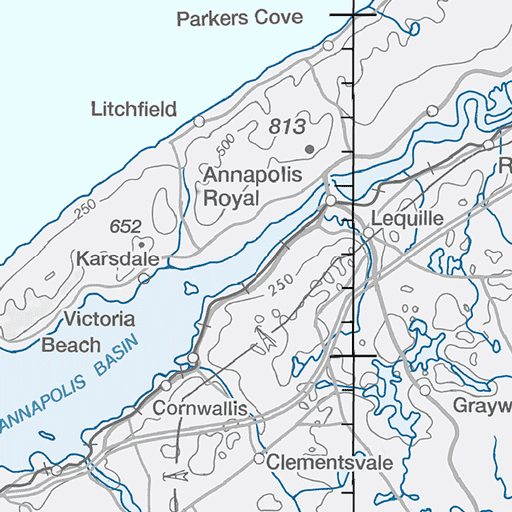 Parkers Cove
Litchfield
813
500
Annapolis
Royal
250
652
Lequille
Karsdale
250
Victoria
Beach
ANNAPOLIS BASIN
Cornwallis
Grayw
Clementsvale
R